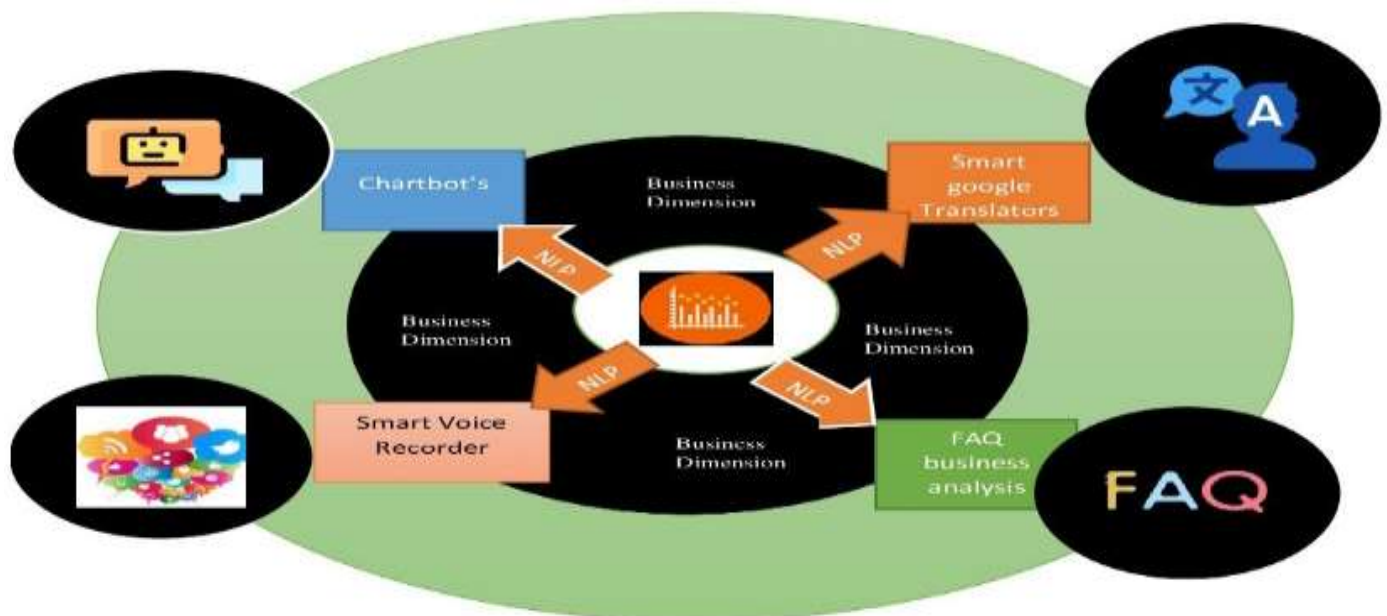 文
A
Chartbot's
Business
Dimension
Smart
google
Translators
NLP
NLP
Business
Dimension
Business
Dimension
NLP
NLP
Smart Voice
Recorder
Business
Dimension
FAQ
business
analysis
FAQ